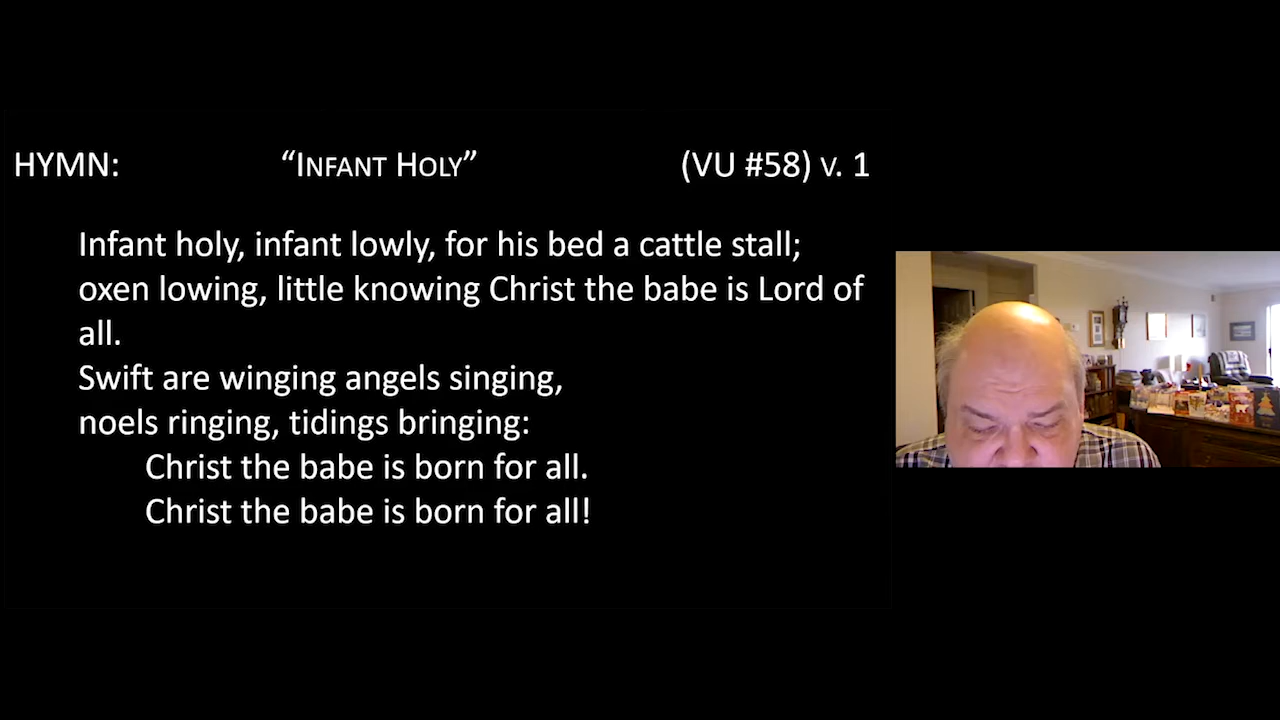 HYMN: “INFANT HOLY” (VU #58) V. 1
Infant holy, infant lowly, for his bed a cattle stall;
oxen lowing, little knowing Christ the babe is Lord of
all.
Swift are winging angels singing,
noels ringing, tidings bringing:
Christ the babe is born for all.
Christ the babe is born for all!